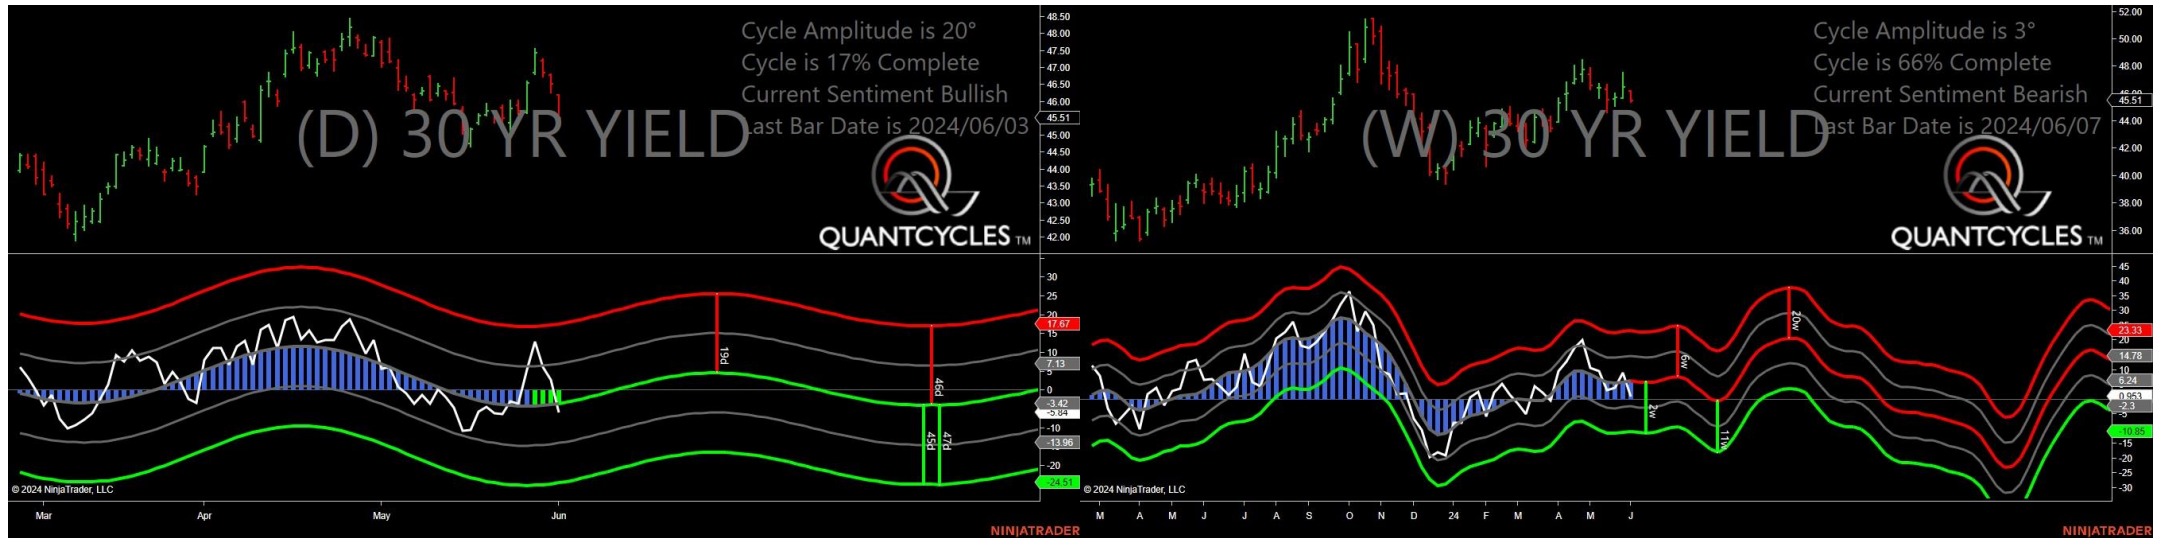 Cycle Amplitude is 20°
Cycle is 17% Complete
Current Sentiment Bullish
Last Bar Date is 2024/06/03
(D) 30 YR YIELD
QUANTCYCLES TM
48.50
48.00
47.50
47.00
46.50
46.00
45.51
45.00
44.50
44.00
43.50
43.00
42.50
42.00
30
25
20
17.67
15
10
7.13
5
0
-3.42
-5.84
-10
-13.96
-20
-24.51
19d
46d
45d
47d
© 2024 NinjaTrader, LLC
Mar Apr May Jun
NINJATRADER
Cycle Amplitude is 3°
Cycle is 66% Complete
Current Sentiment Bearish
Last Bar Date is 2024/06/07
(W) 30 YR YIELD
QUANTCYCLES TM
52.00
50.00
48.00
45.51
44.00
42.00
40.00
38.00
36.00
45
40
35
30
23.33
20
14.78
10
6.24
0.953
-2.3
-10.85
-15
-20
-25
-30
2w
6w
11w
20w
© 2024 NinjaTrader, LLC
M A M J J A S O N D 24 F M A M J
NINJATRADER